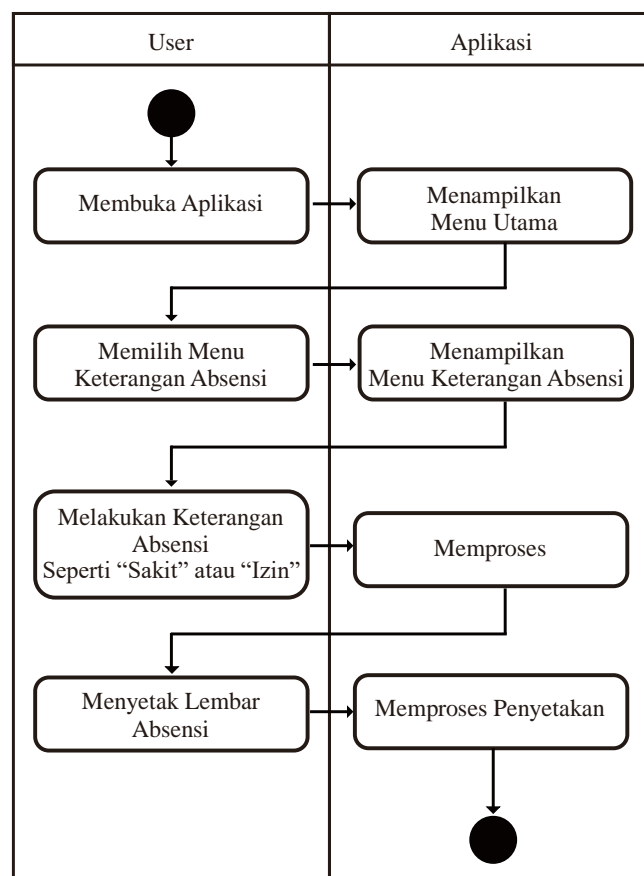 User
Aplikasi
Membuka Aplikasi
Menampilkan
Menu Utama
Memilih Menu
Keterangan Absensi
Menampilkan
Menu Keterangan Absensi
Melakukan Keterangan
Absensi
Seperti “Sakit” atau “Izin”
Memproses
Menyetak Lembar
Absensi
Memproses Penyetakan